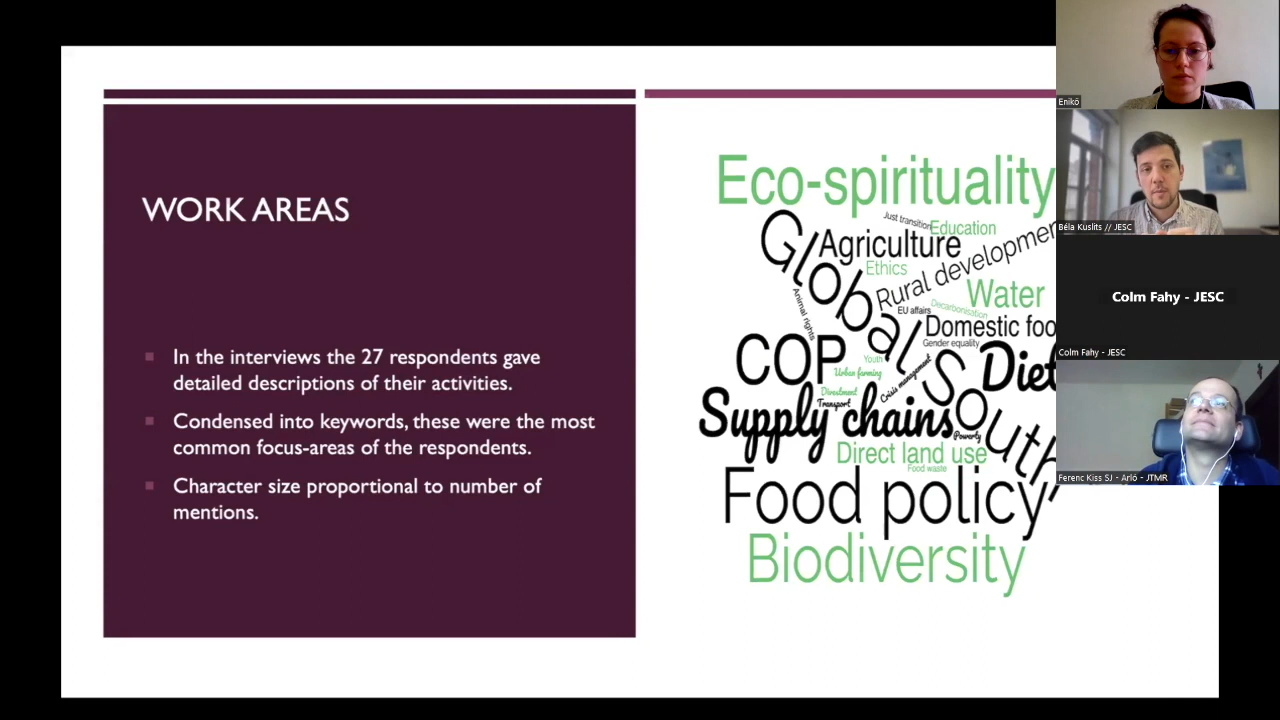 WORK AREAS
In the interviews the 27 respondents gave
detailed descriptions of their activities.
Condensed into keywords, these were the most
common focus-areas of the respondents.
Character size proportional to number of
mentions.
Eco-spirituality
Just transition
Education
Global South
Agriculture
Ethics
Rural developmen
Water
Animal rights
EU affairs
Decarbonisation
Domestic foo
Gender equality
COP
Youth
Urban farming
Crisis management
Diet
Divestment
Transport
Supply chains
Poverty
Direct land use
Food waste
Food policy
Biodiversity
Enikő
Béla Kuslits // JESC
Colm Fahy - JESC
Colm Fahy - JESC
Ferenc Kiss SJ - Arló - JTMR